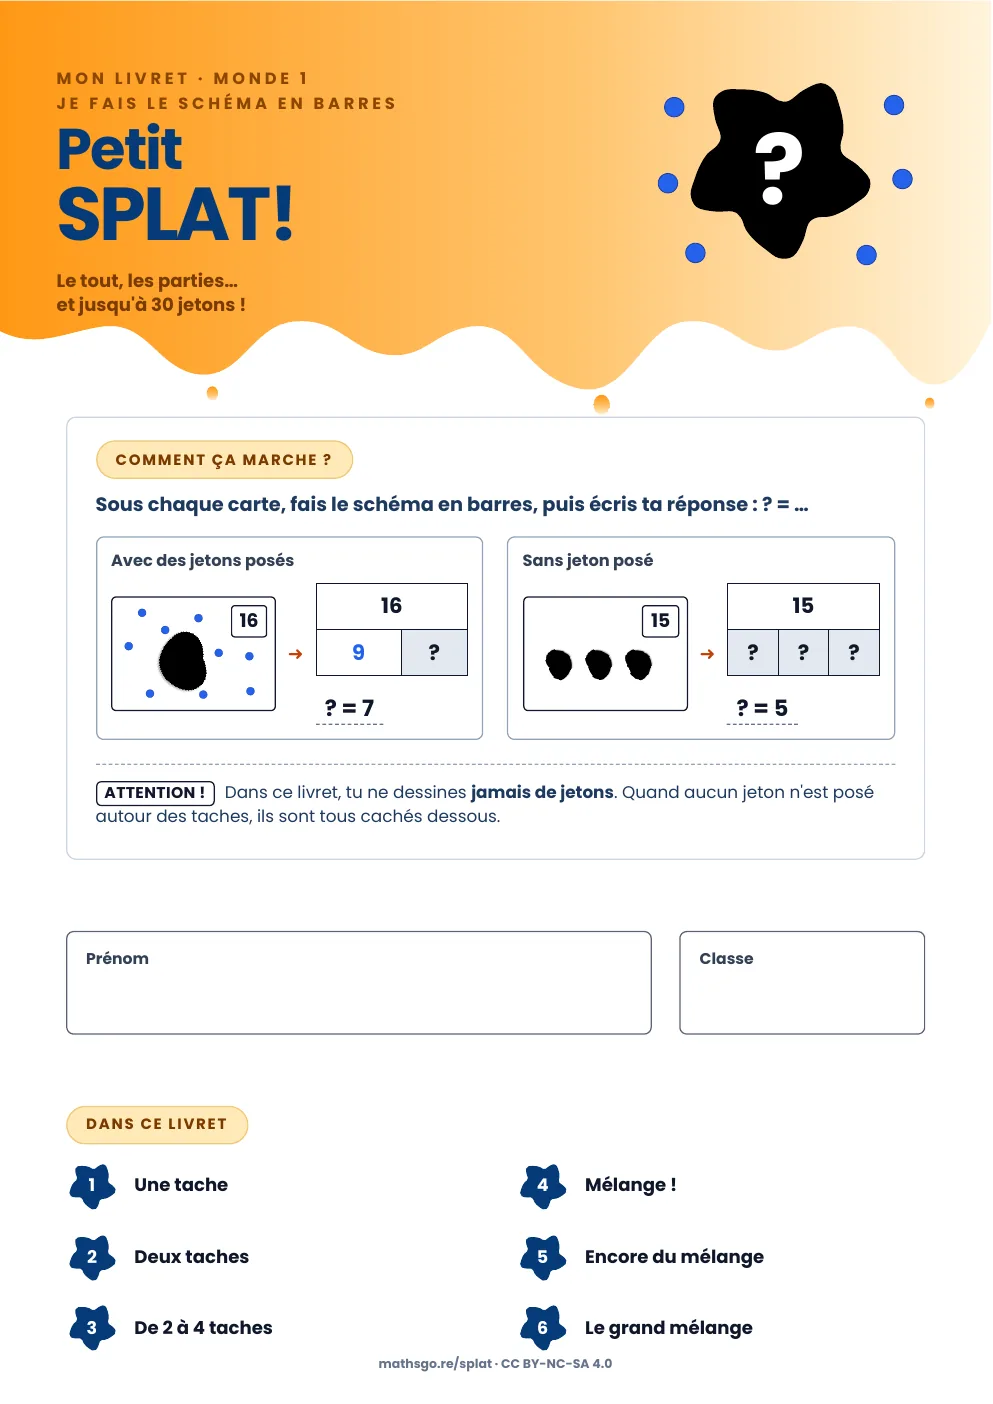 MON LIVRET · MONDE 1
JE FAIS LE SCHÉMA EN BARRES
Petit
SPLAT!
Le tout, les parties…
et jusqu'à 30 jetons !
?
COMMENT ÇA MARCHE ?
Sous chaque carte, fais le schéma en barres, puis écris ta réponse : ? = …
Avec des jetons posés
16
➜
16
9 ?
? = 7
Sans jeton posé
15
➜
15
? ? ?
? = 5
ATTENTION ! Dans ce livret, tu ne dessines jamais de jetons. Quand aucun jeton n'est posé
autour des taches, ils sont tous cachés dessous.
Prénom
Classe
DANS CE LIVRET
1 Une tache
2 Deux taches
3 De 2 à 4 taches
4 Mélange !
5 Encore du mélange
6 Le grand mélange
mathsgo.re/splat · CC BY-NC-SA 4.0